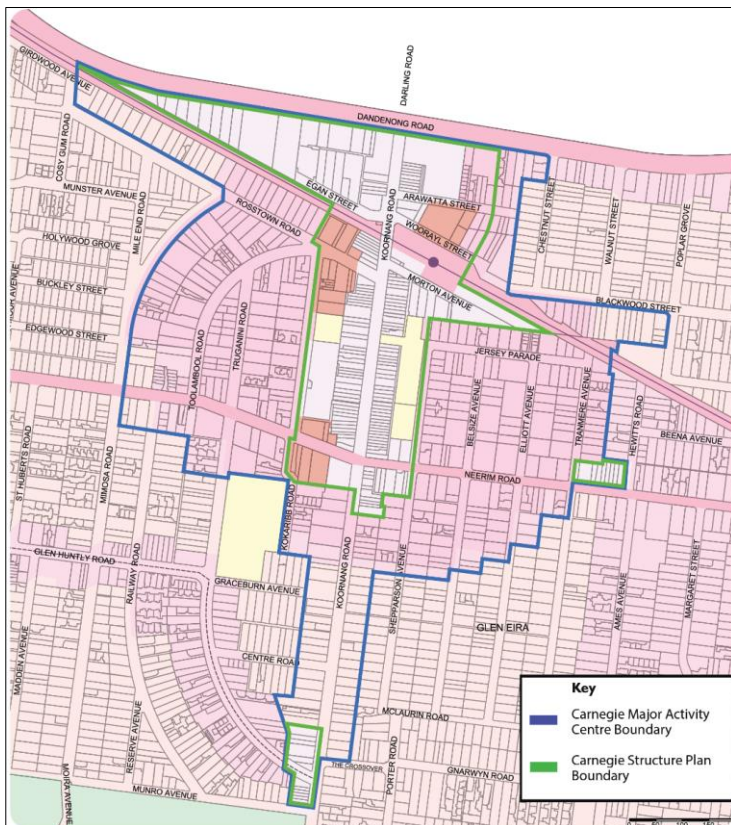 DARLING ROAD
GIRDWOOD AVENUE
DANDENONG ROAD
COSY GUM ROAD
MUNSTER AVENUE
EGAN STREET
ARAWATTA STREET
ROSSTOWN ROAD
MILE END ROAD
KOORNANG ROAD
WOORAYL STREET
CHESTNUT STREET
WALNUT STREET
POPLAR GROVE
HOLYWOOD GROVE
MORTON AVENUE
BUCKLEY STREET
BLACKWOOD STREET
EDGEWOOD STREET
TRUGANINI ROAD
JERSEY PARADE
TOOLAMBOOL ROAD
BELSIZE AVENUE
ELLIOTT AVENUE
TRANMERE AVENUE
HEWITTS ROAD
BEENA AVENUE
ST HUBERTS ROAD
MIMOSA ROAD
NEERIM ROAD
KOKARIBB ROAD
GLEN HUNTLY ROAD
RAILWAY ROAD
KOORNANG ROAD
SHEPPARSON AVENUE
GRACEBURN AVENUE
AMES AVENUE
MARGARET STREET
GLEN EIRA
MADDEN AVENUE
CENTRE ROAD
RESERVE AVENUE
MCLAURIN ROAD
PORTER ROAD
THE CROSSOVER
GNARWYN ROAD
MOIRA AVENUE
MUNRO AVENUE
Key
Carnegie Major Activity
Centre Boundary
Carnegie Structure Plan
Boundary